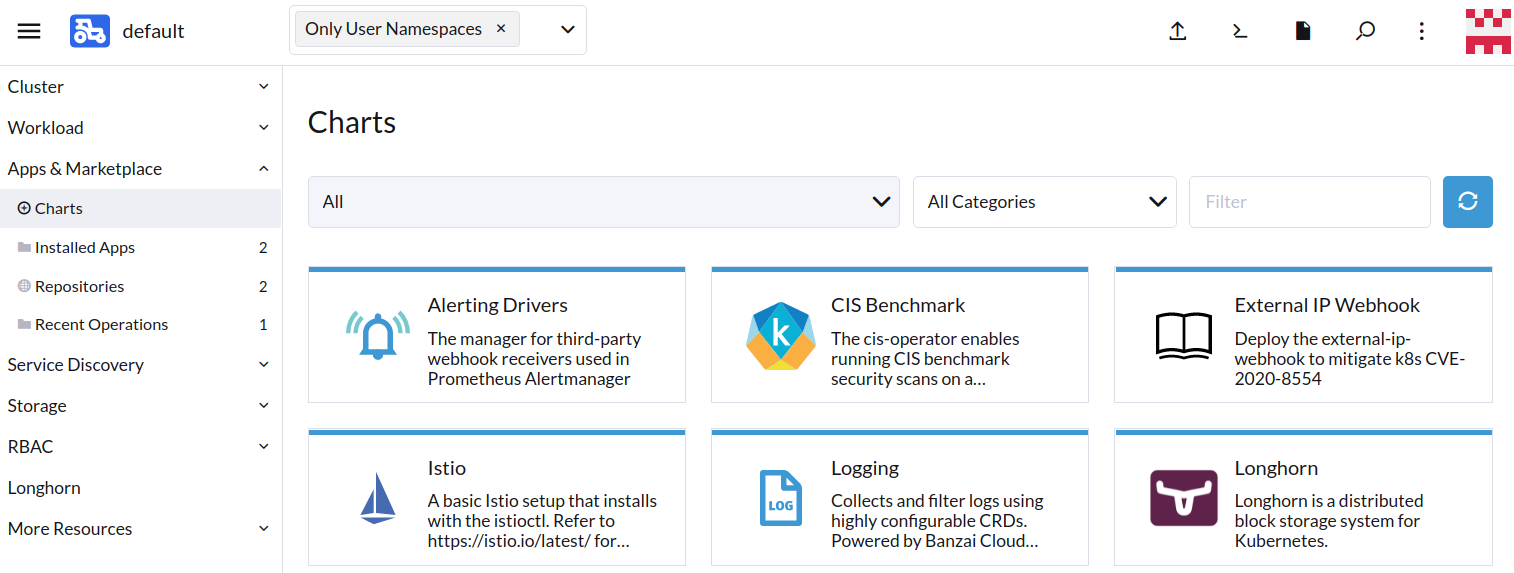 default
Only User Namespaces
Cluster
Workload
Apps & Marketplace
Charts
Installed Apps 2
Repositories 2
Recent Operations 1
Service Discovery
Storage
RBAC
Longhorn
More Resources
Charts
All
All Categories
Filter
Alerting Drivers
The manager for third-party
webhook receivers used in
Prometheus Alertmanager
k
CIS Benchmark
The cis-operator enables
running CIS benchmark
security scans on a...
External IP Webhook
Deploy the external-ip-
webhook to mitigate k8s CVE-
2020-8554
Istio
A basic Istio setup that installs
with the istioctl. Refer to
https://istio.io/latest/ for...
LOG
Logging
Collects and filter logs using
highly configurable CRDs.
Powered by Banzai Cloud...
Longhorn
Longhorn is a distributed
block storage system for
Kubernetes.